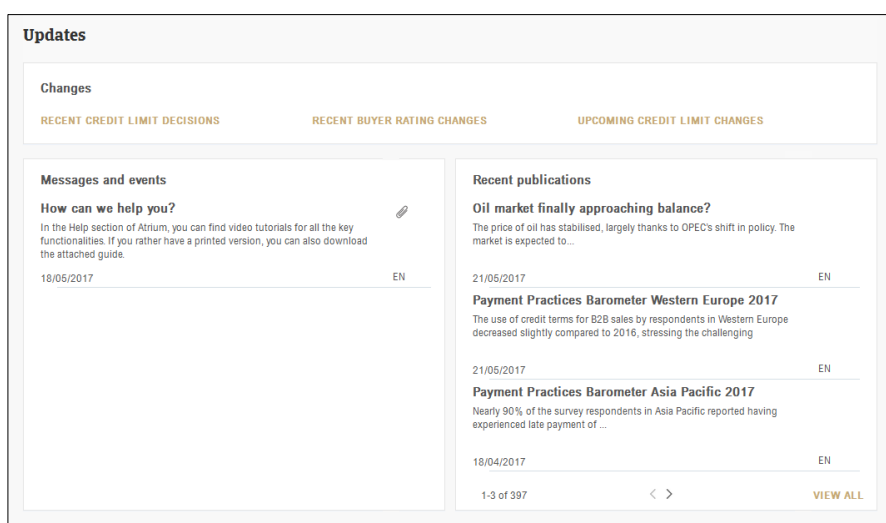 Updates
Changes
RECENT CREDIT LIMIT DECISIONS
RECENT BUYER RATING CHANGES
UPCOMING CREDIT LIMIT CHANGES
Messages and events
How can we help you?
In the Help section of Atrium, you can find video tutorials for all the key
functionalities. If you rather have a printed version, you can also download
the attached guide.
18/05/2017
EN
Recent publications
Oil market finally approaching balance?
The price of oil has stabilised, largely thanks to OPEC's shift in policy. The
market is expected to...
21/05/2017
EN
Payment Practices Barometer Western Europe 2017
The use of credit terms for B2B sales by respondents in Western Europe
decreased slightly compared to 2016, stressing the challenging
21/05/2017
EN
Payment Practices Barometer Asia Pacific 2017
Nearly 90% of the survey respondents in Asia Pacific reported having
experienced late payment of ...
18/04/2017
EN
1-3 of 397
VIEW ALL